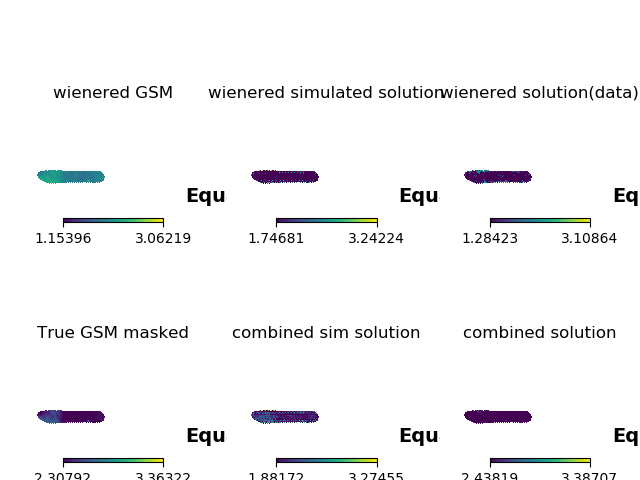 wienered GSM
wienered simulated solution
wienered solution(data)
Equ
Equ
Eq
1.15396 3.06219
1.74681 3.24224
1.28423 3.10864
True GSM masked
combined sim solution
combined solution
Equ
Equ
Eq
2.30792 3.36322
1.88172 3.27455
2.43819 3.38707